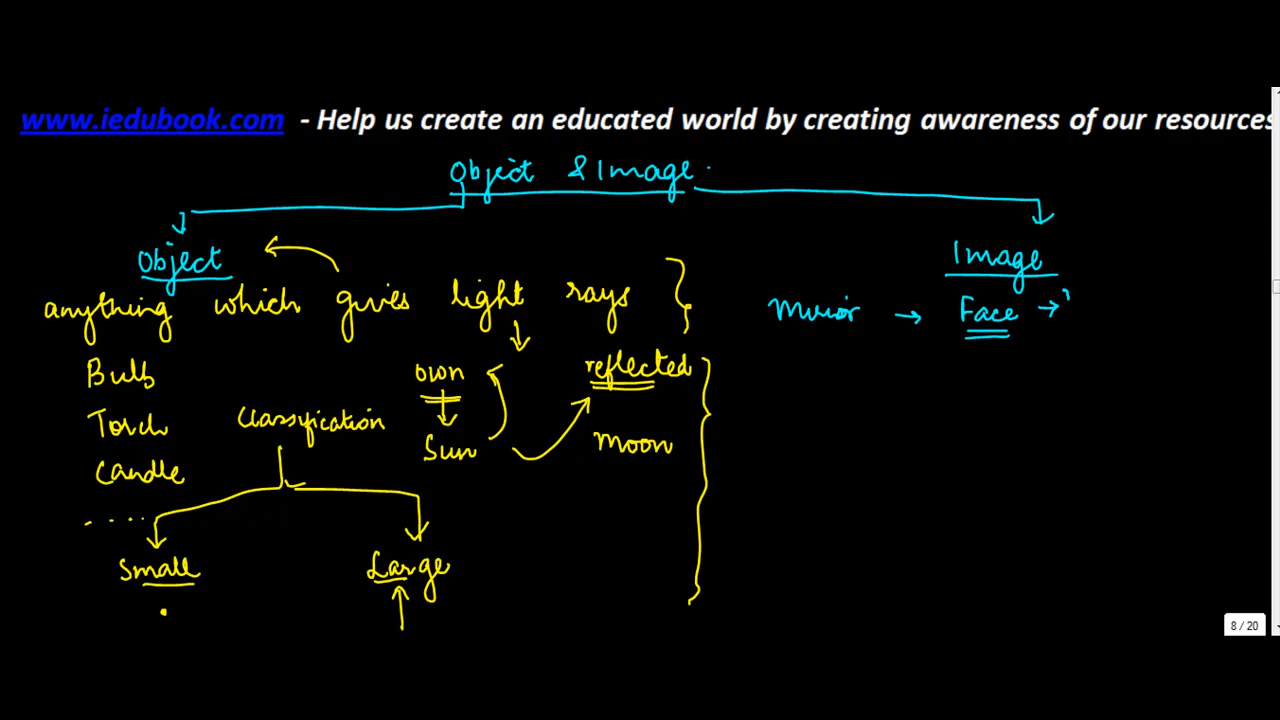 www.iedubook.com - Help us create an educated world by creating awareness of our resources
Object & Image
Object
Image
anything which gives light rays
Mirror → Face →
Bulb
own
reflected
Torch
Classification
Sun
Moon
Candle
.....
Small
Large
8 / 20